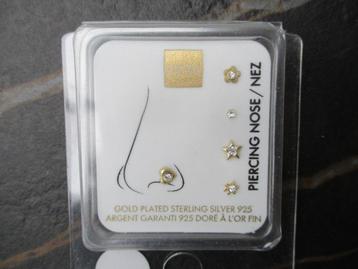 PIERCING NOSE / NEZ
GOLD PLATED STERLING SILVER 925
ARGENT GARANTI 925 DORÉ À L'OR FIN